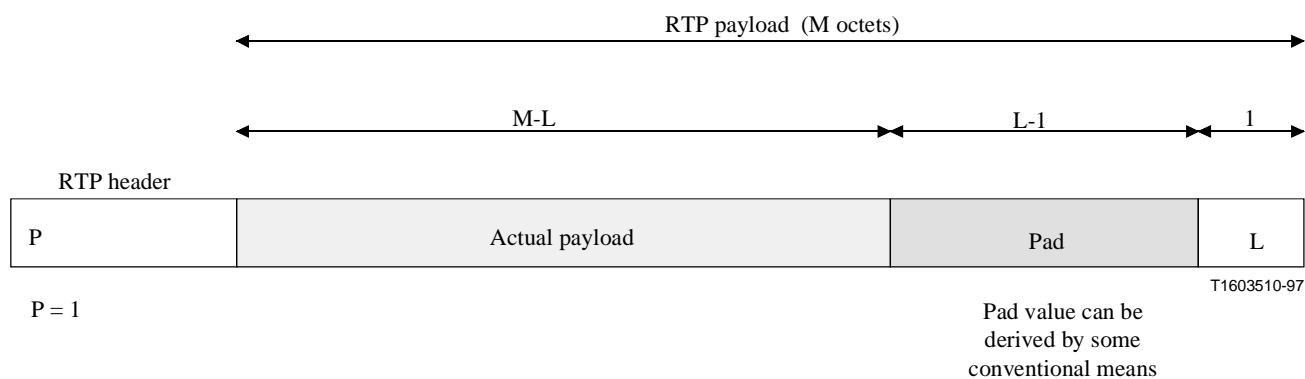 RTP payload (M octets)
M-L
L-1
1
RTP header
P
Actual payload
Pad
L
T1603510-97
P = 1
Pad value can be
derived by some
conventional means